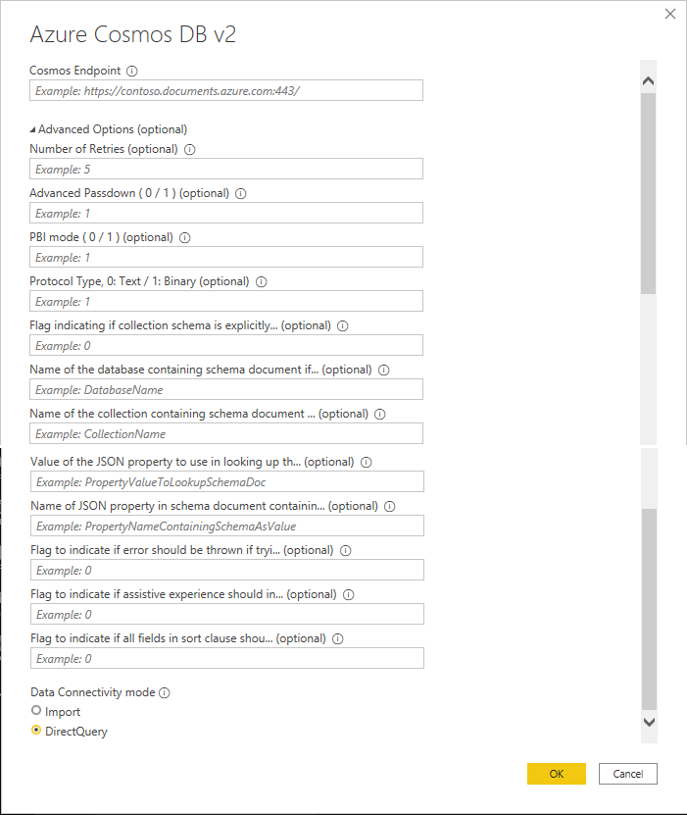 Azure Cosmos DB v2
Cosmos Endpoint
Example: https://contoso.documents.azure.com:443/
Advanced Options (optional)
Number of Retries (optional)
Example: 5
Advanced Passdown ( 0 / 1 ) (optional)
Example: 1
PBI mode ( 0 / 1 ) (optional)
Example: 1
Protocol Type, 0: Text / 1: Binary (optional)
Example: 1
Flag indicating if collection schema is explicitly... (optional)
Example: 0
Name of the database containing schema document if... (optional)
Example: DatabaseName
Name of the collection containing schema document ... (optional)
Example: CollectionName
Value of the JSON property to use in looking up th... (optional)
Example: PropertyValueToLookupSchemaDoc
Name of JSON property in schema document containin... (optional)
Example: PropertyNameContainingSchemaAsValue
Flag to indicate if error should be thrown if tryi... (optional)
Example: 0
Flag to indicate if assistive experience should in... (optional)
Example: 0
Flag to indicate if all fields in sort clause shou... (optional)
Example: 0
Data Connectivity mode
Import
DirectQuery
OK Cancel